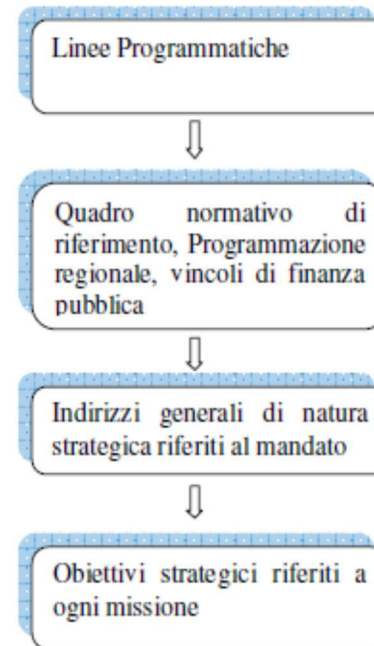 Linee Programmatiche
Quadro normativo di
riferimento, Programmazione
regionale, vincoli di finanza
pubblica
Indirizzi generali di natura
strategica riferiti al mandato
Obiettivi strategici riferiti a
ogni missione